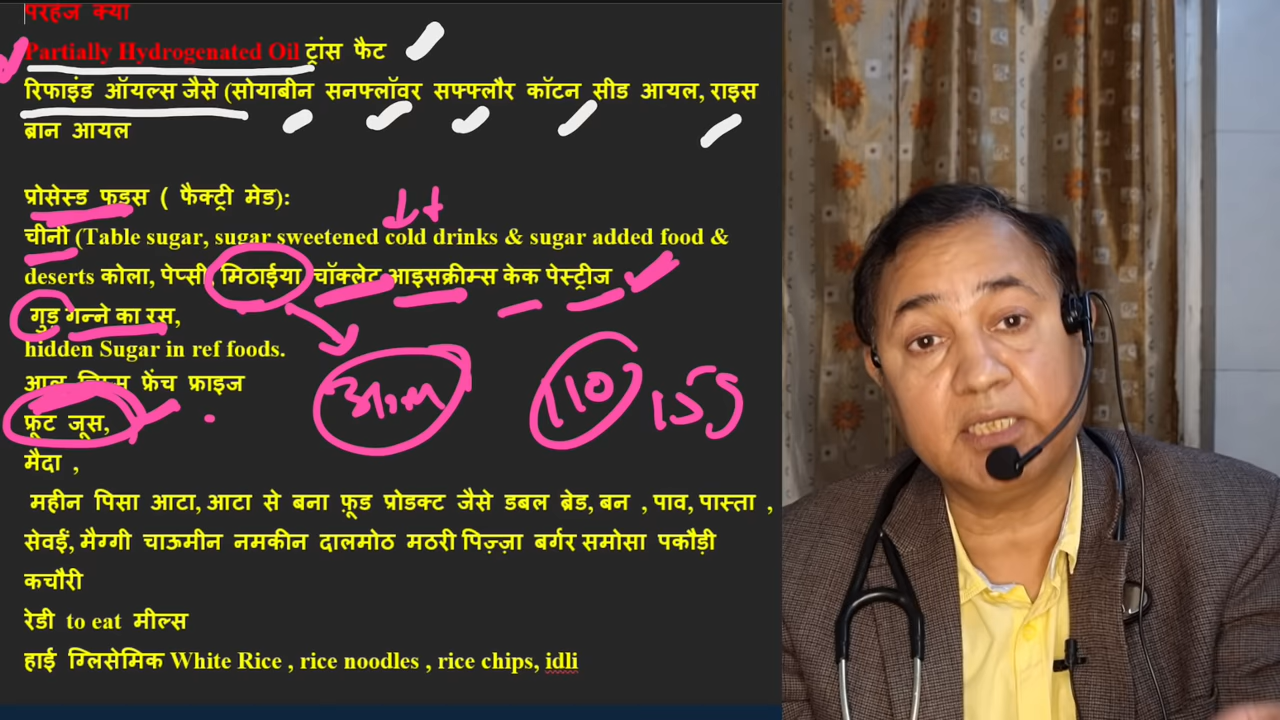 परहेज क्या
Partially Hydrogenated Oil ट्रांस फैट
रिफाइंड ऑयल्स जैसे (सोयाबीन सनफ्लॉवर सफ्फ्लौर कॉटन सीड आयल, राइस
ब्रान आयल
प्रोसेस्ड फूड्स ( फैक्ट्री मेड):
चीनी (Table sugar, sugar sweetened cold drinks & sugar added food &
deserts कोला, पेप्सी, मिठाईया चॉक्लेट आइसक्रीम्स केक पेस्ट्रीज
गुड़ गन्ने का रस,
hidden Sugar in ref foods.
फ्रेंच फ्राइज
फ्रूट जूस,
मैदा ,
महीन पिसा आटा, आटा से बना फ़ूड प्रोडक्ट जैसे डबल ब्रेड, बन , पाव, पास्ता ,
सेवईं, मैग्गी चाऊमीन नमकीन दालमोठ मठरी पिज़्ज़ा बर्गर समोसा पकौड़ी
कचौरी
रेडी to eat मील्स
हाई ग्लिसेमिक White Rice , rice noodles , rice chips, idli
आम
110 159